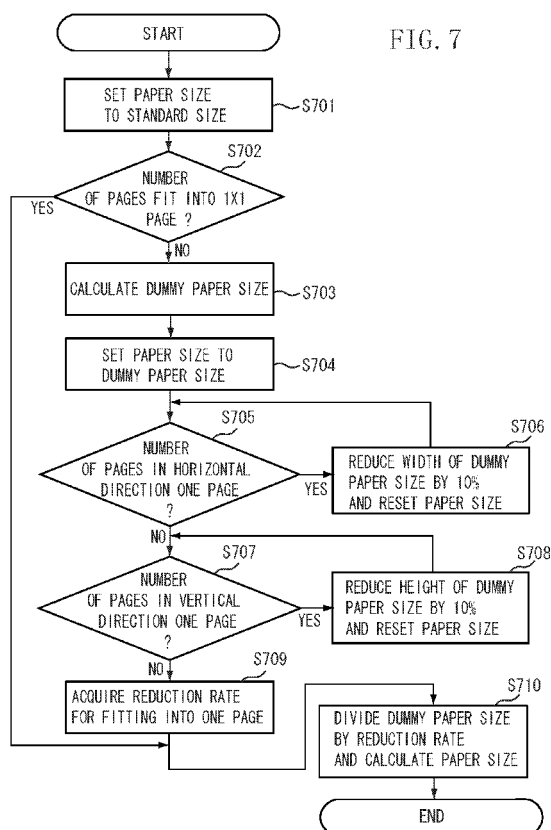 START
FIG. 7
SET PAPER SIZE
TO STANDARD SIZE
S701
S702
NUMBER
OF PAGES FIT INTO 1X1
PAGE ?
YES
NO
CALCULATE DUMMY PAPER SIZE
S703
SET PAPER SIZE TO
DUMMY PAPER SIZE
S704
S705
NUMBER
OF PAGES IN HORIZONTAL
DIRECTION ONE PAGE
?
YES
NO
S706
REDUCE WIDTH OF DUMMY
PAPER SIZE BY 10%
AND RESET PAPER SIZE
S707
NUMBER
OF PAGES IN VERTICAL
DIRECTION ONE PAGE
?
YES
NO
S708
REDUCE HEIGHT OF DUMMY
PAPER SIZE BY 10%
AND RESET PAPER SIZE
S709
ACQUIRE REDUCTION RATE
FOR FITTING INTO ONE PAGE
S710
DIVIDE DUMMY PAPER SIZE
BY REDUCTION RATE
AND CALCULATE PAPER SIZE
END